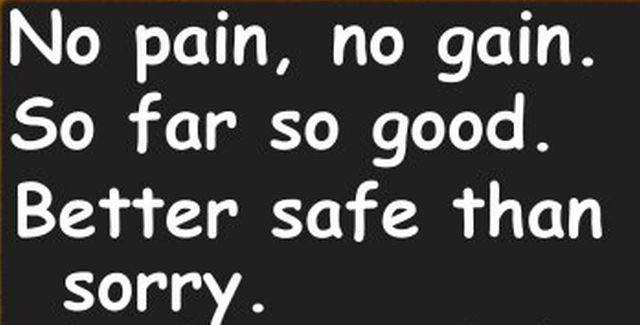 No pain, no gain.
So far so good.
Better safe than
sorry.